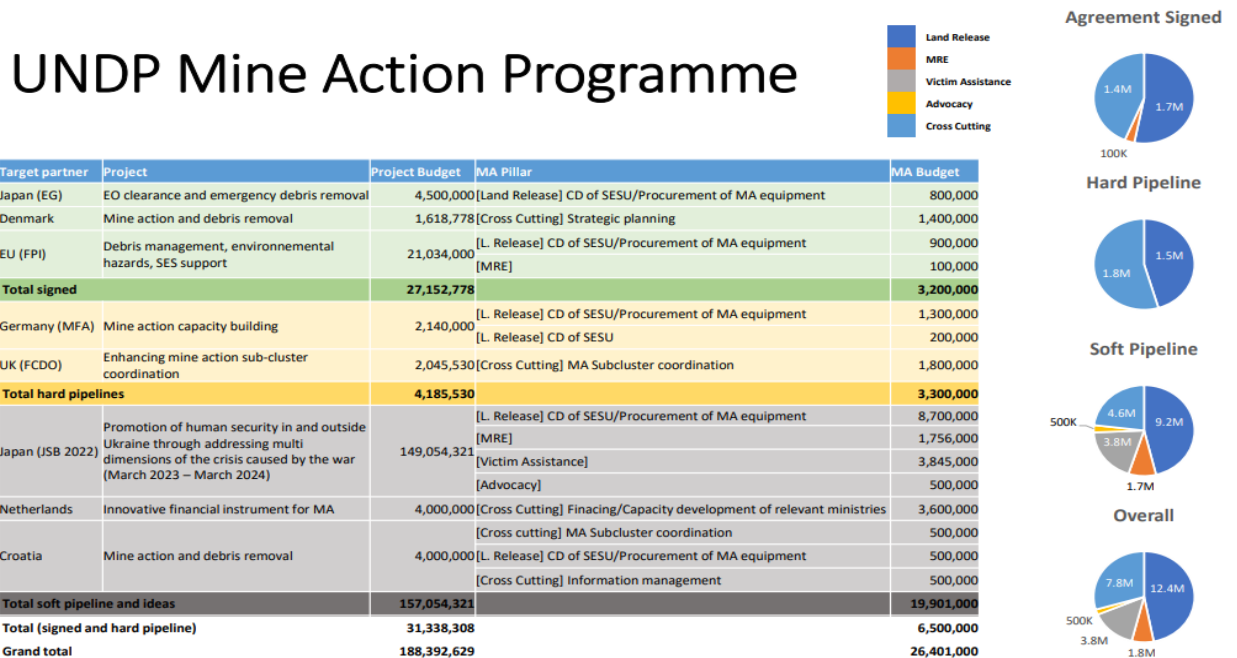 UNDP Mine Action Programme
Land Release
MRE
Victim Assistance
Advocacy
Cross Cutting
Target partner Project Project Budget MA Pillar MA Budget
Japan (EG) EO clearance and emergency debris removal 4,500,000 [Land Release] CD of SESU/Procurement of MA equipment 800,000
Denmark Mine action and debris removal 1,618,778 [Cross Cutting] Strategic planning 1,400,000
EU (FPI) Debris management, environnemental
hazards, SES support 21,034,000 [L. Release] CD of SESU/Procurement of MA equipment 900,000
[MRE] 100,000
Total signed 27,152,778 3,200,000
Germany (MFA) Mine action capacity building 2,140,000 [L. Release] CD of SESU/Procurement of MA equipment 1,300,000
[L. Release] CD of SESU 200,000
UK (FCDO) Enhancing mine action sub-cluster
coordination 2,045,530 [Cross Cutting] MA Subcluster coordination 1,800,000
Total hard pipelines 4,185,530 3,300,000
Japan (JSB 2022) Promotion of human security in and outside
Ukraine through addressing multi
dimensions of the crisis caused by the war
(March 2023 – March 2024) 149,054,321 [L. Release] CD of SESU/Procurement of MA equipment 8,700,000
[MRE] 1,756,000
[Victim Assistance] 3,845,000
[Advocacy] 500,000
Netherlands Innovative financial instrument for MA 4,000,000 [Cross Cutting] Finacing/Capacity development of relevant ministries 3,600,000
Croatia Mine action and debris removal 4,000,000 [Cross cutting] MA Subcluster coordination 500,000
[L. Release] CD of SESU/Procurement of MA equipment 500,000
[Cross Cutting] Information management 500,000
Total soft pipeline and ideas 157,054,321 19,901,000
Total (signed and hard pipeline) 31,338,308 6,500,000
Grand total 188,392,629 26,401,000
Agreement Signed
1.4M
1.7M
100K
Hard Pipeline
1.5M
1.8M
Soft Pipeline
4.6M
9.2M
500K
3.8M
1.7M
Overall
7.8M
12.4M
500K
3.8M
1.8M